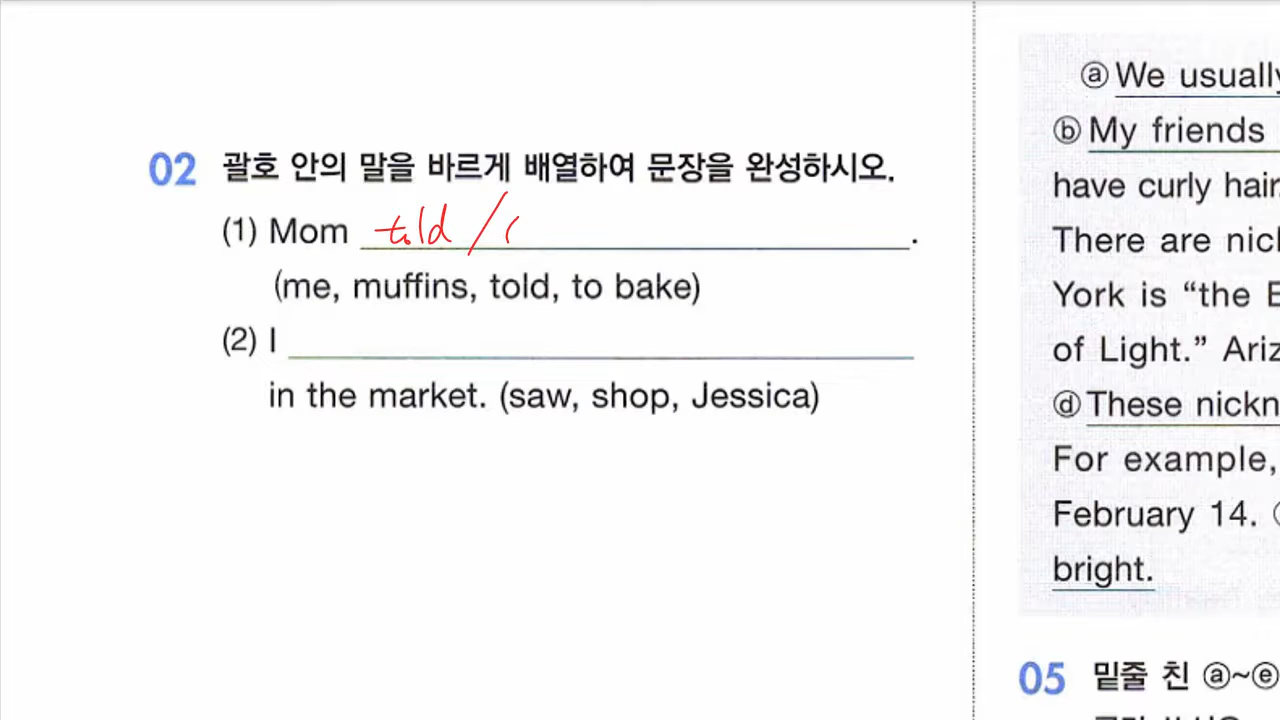 02 괄호 안의 말을 바르게 배열하여 문장을 완성하시오.
(1) Mom told / .
(me, muffins, told, to bake)
(2) I
in the market. (saw, shop, Jessica)
ⓐ We usually
ⓑ My friends
have curly hair
There are nic
York is “the E
of Light.” Ariz
ⓓ These nickn
For example,
February 14.
bright.
05 밑줄 친 ⓐ~ⓔ